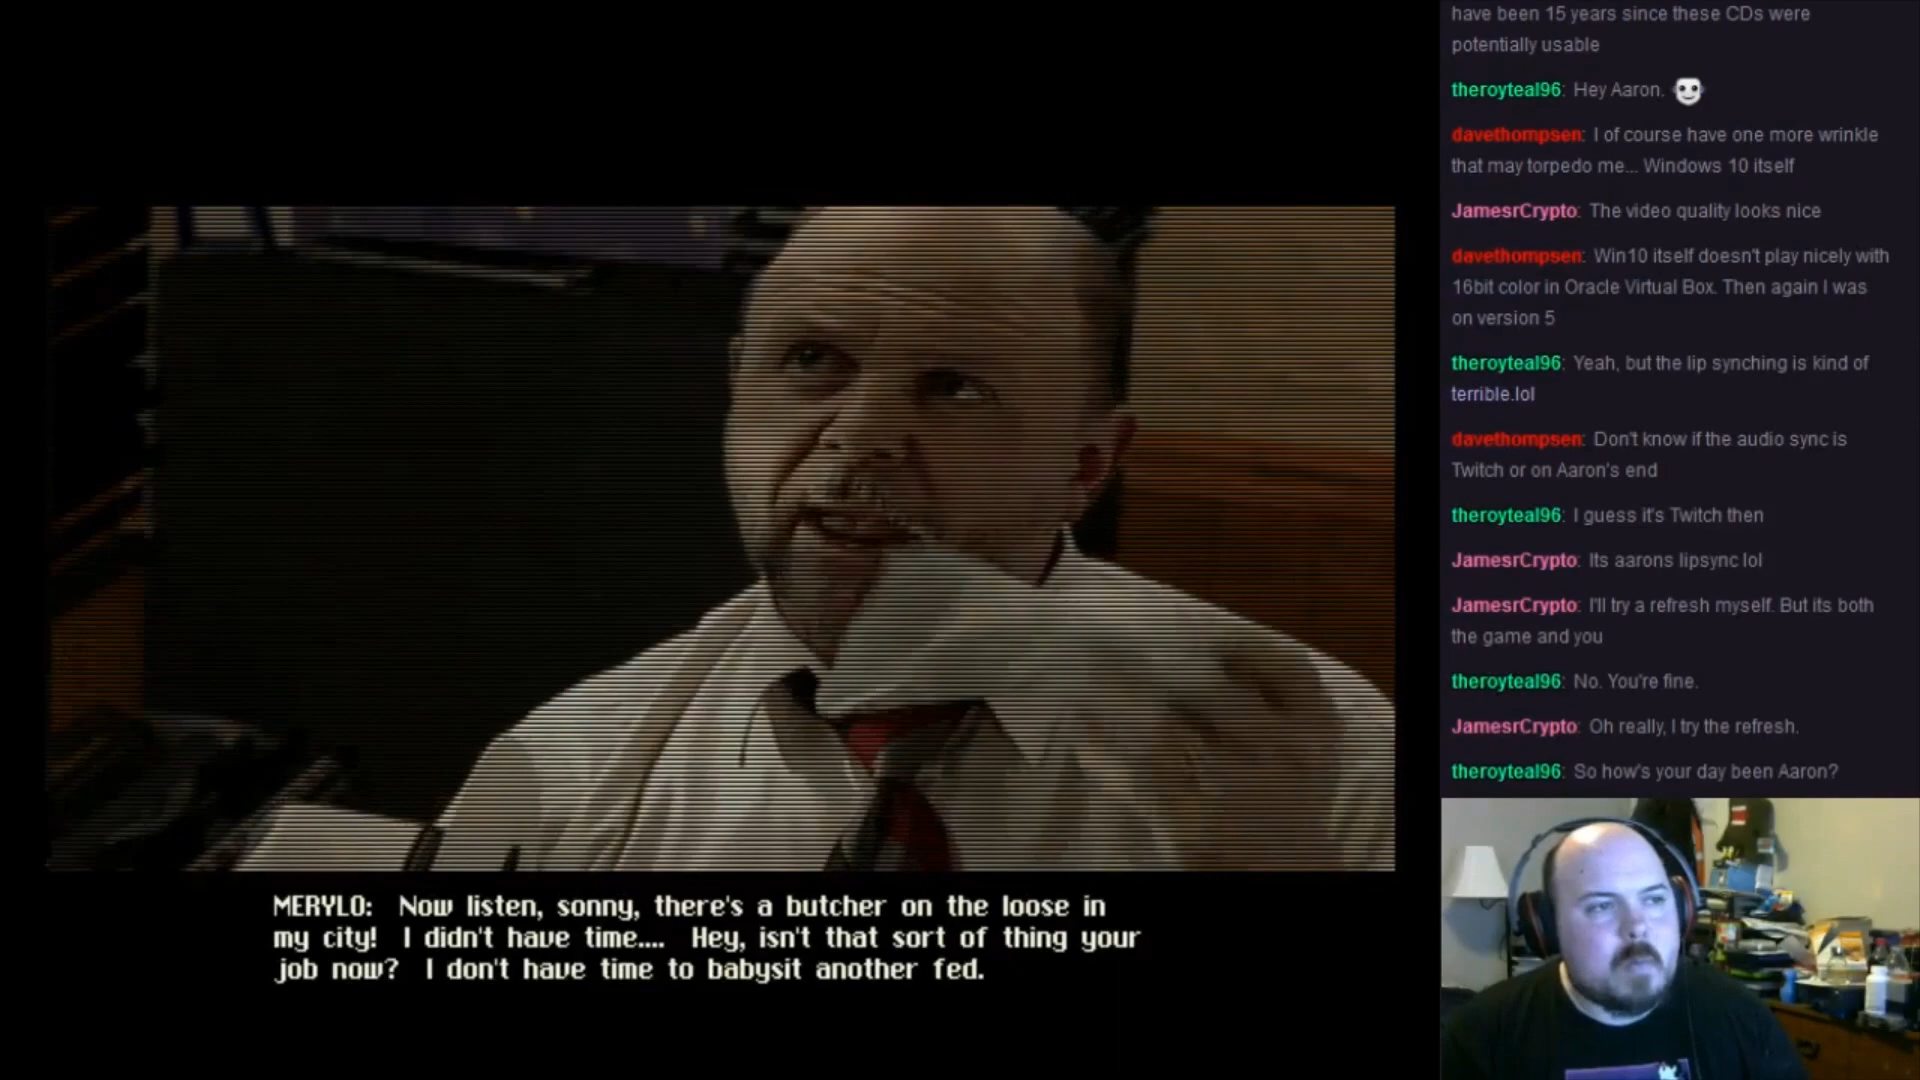 have been 15 years since these CDs were
potentially usable
theroyteal96: Hey Aaron.
davethompsen: I of course have one more wrinkle
that may torpedo me... Windows 10 itself
JamesrCrypto: The video quality looks nice
davethompsen: Win10 itself doesn't play nicely with
16bit color in Oracle Virtual Box. Then again I was
on version 5
theroyteal96: Yeah, but the lip synching is kind of
terrible.lol
davethompsen: Don't know if the audio sync is
Twitch or on Aaron's end
theroyteal96: I guess it's Twitch then
JamesrCrypto: Its aarons lipsync lol
JamesrCrypto: I'll try a refresh myself. But its both
the game and you
theroyteal96: No. You're fine.
JamesrCrypto: Oh really, I try the refresh.
theroyteal96: So how's your day been Aaron?
MERYLO: Now listen, sonny, there's a butcher on the loose in
my city! I didn't have time.... Hey, isn't that sort of thing your
job now? I don't have time to babysit another fed.